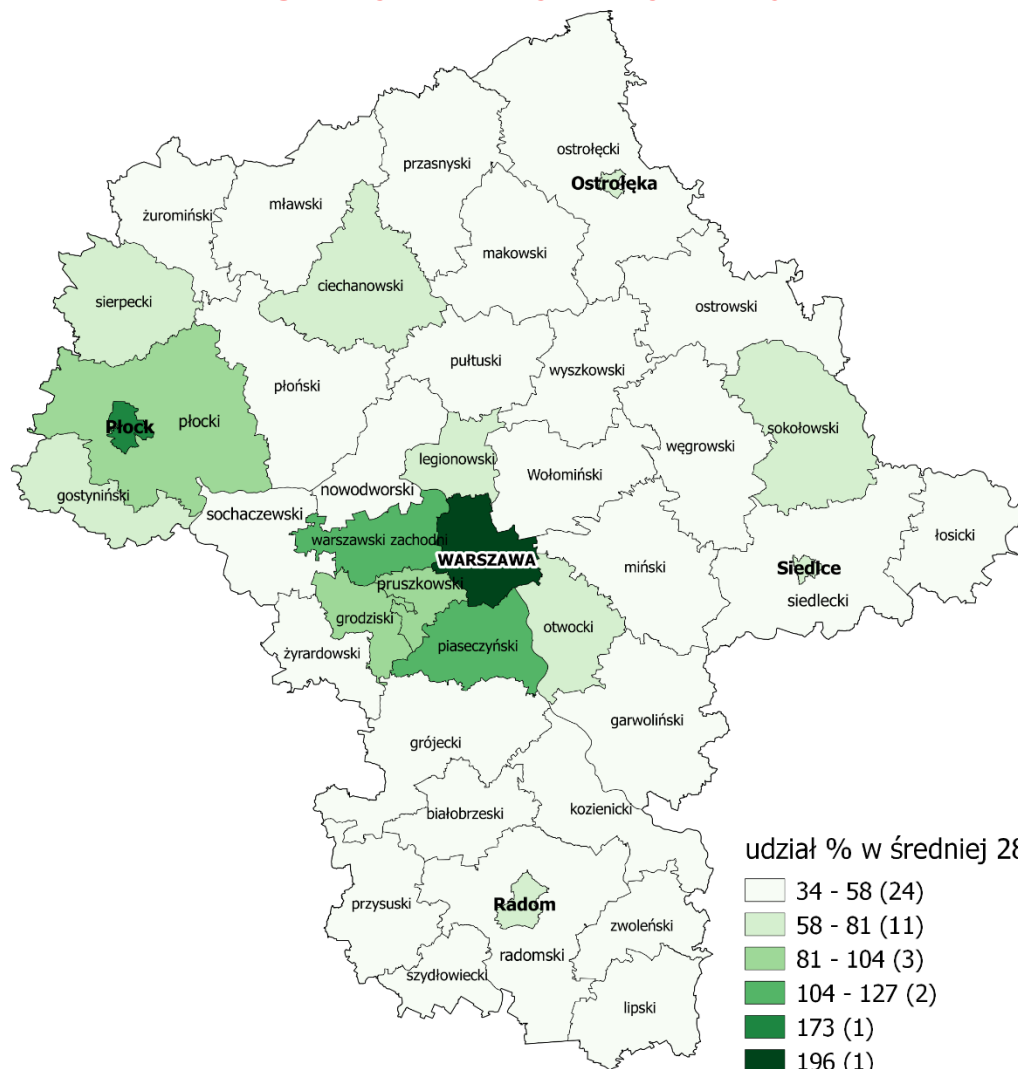 ostrołęcki
przasnyski
Ostrołęka
mławski
żuromiński
makowski
ciechanowski
sierpecki
ostrowski
pułtuski
wyszkowski
płoński
płocki
Płock
sokołowski
węgrowski
legionowski
Wołomiński
gostyniński
nowodworski
sochaczewski
łosicki
warszawski zachodni
WARSZAWA
miński
Siedlce
pruszkowski
siedlecki
grodziski
otwocki
piaseczyński
żyrardowski
garwoliński
grójecki
białobrzeski
kozienicki
udział % w średniej 28
34 - 58 (24)
58 - 81 (11)
81 - 104 (3)
104 - 127 (2)
173 (1)
196 (1)
przysuski
Radom
zwoleński
radomski
szydłowiecki
lipski